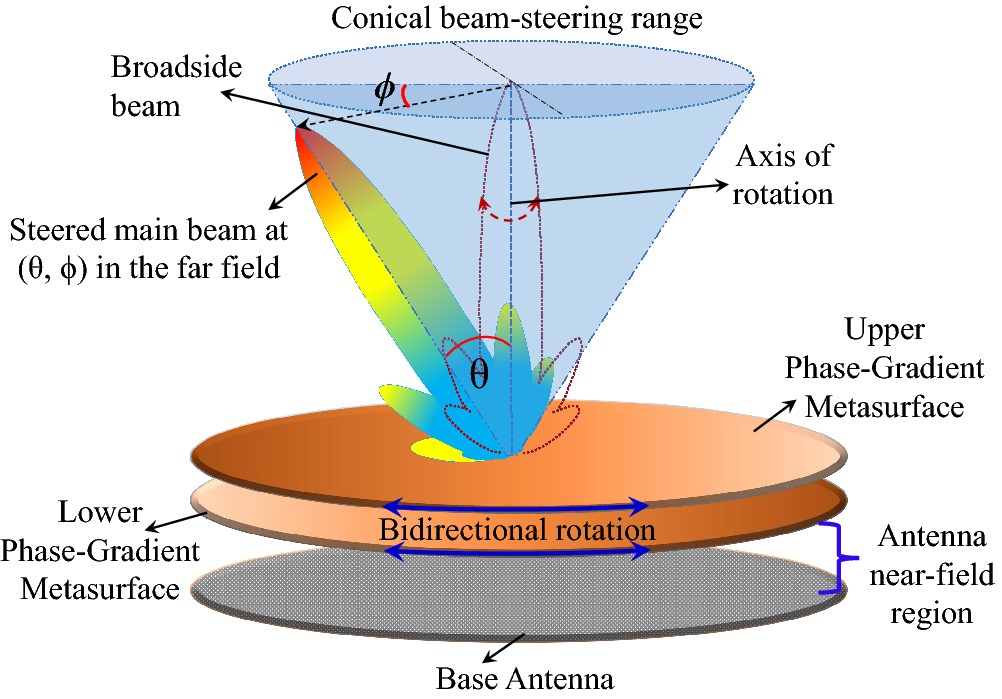 Conical beam-steering range
Broadside
beam
ϕ
Axis of
rotation
Steered main beam at
(θ, ϕ) in the far field
θ
Upper
Phase-Gradient
Metasurface
Lower
Phase-Gradient
Metasurface
Bidirectional rotation
Antenna
near-field
region
Base Antenna